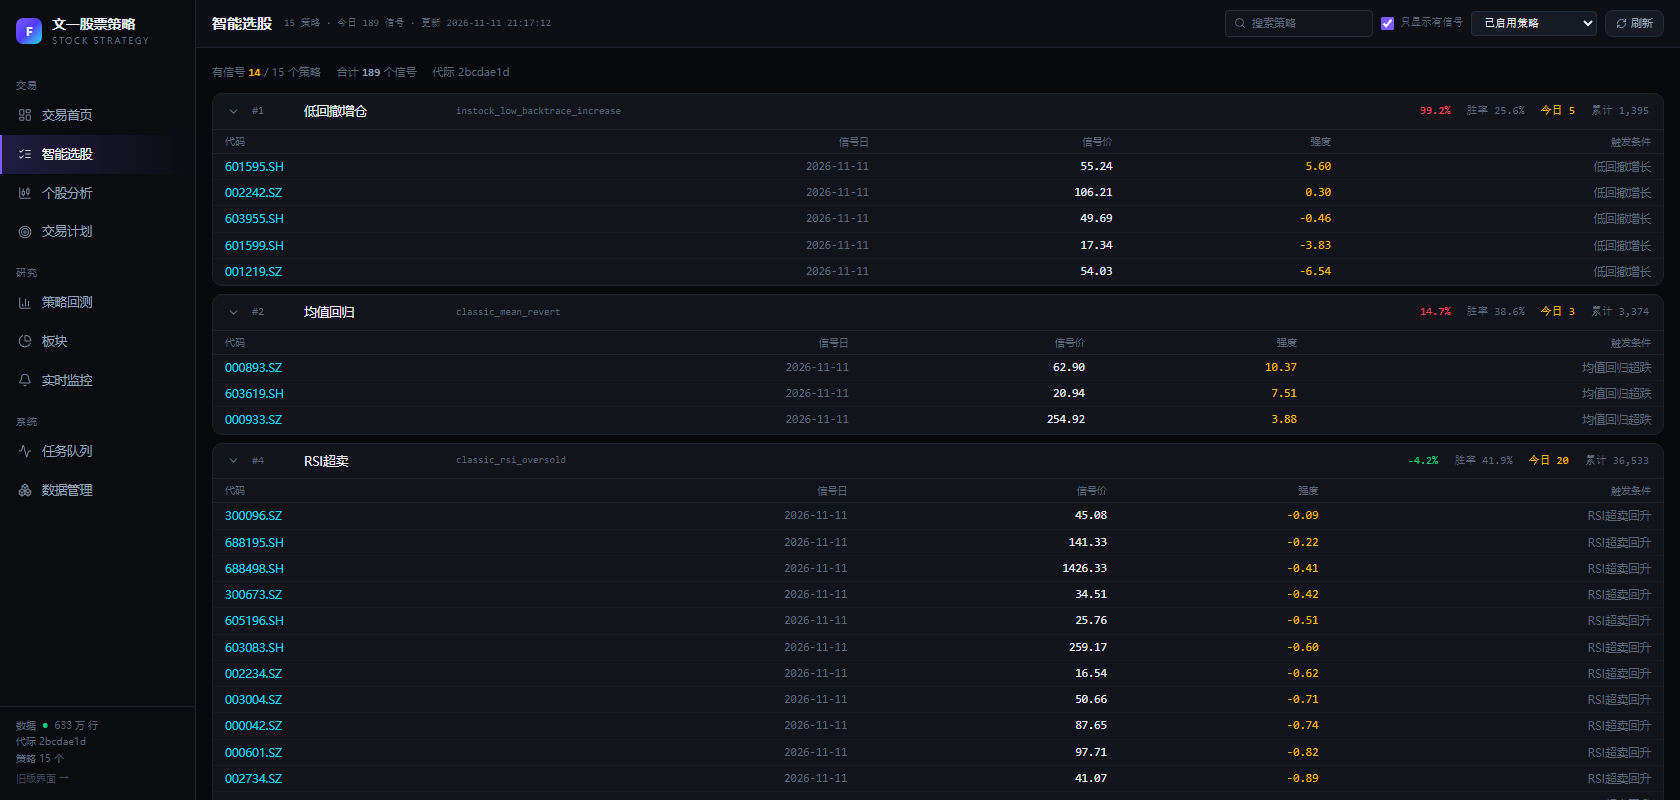 F
文一股票策略
STOCK STRATEGY
交易
交易首页
智能选股
个股分析
交易计划
研究
策略回测
板块
实时监控
系统
任务队列
数据管理
数据 633 万 行
代际 2bcdae1d
策略 15 个
旧版界面 →
智能选股 15 策略 · 今日 189 信号 · 更新 2026-11-11 21:17:12
搜索策略 只显示有信号 已启用策略 刷新
有信号 14 / 15 个策略 合计 189 个信号 代际 2bcdae1d
#1 低回撤增仓 instock_low_backtrace_increase 99.2% 胜率 25.6% 今日 5 累计 1,395
代码 信号日 信号价 强度 触发条件
601595.SH 2026-11-11 55.24 5.60 低回撤增长
002242.SZ 2026-11-11 106.21 0.30 低回撤增长
603955.SH 2026-11-11 49.69 -0.46 低回撤增长
601599.SH 2026-11-11 17.34 -3.83 低回撤增长
001219.SZ 2026-11-11 54.03 -6.54 低回撤增长
#2 均值回归 classic_mean_revert 14.7% 胜率 38.6% 今日 3 累计 3,374
代码 信号日 信号价 强度 触发条件
000893.SZ 2026-11-11 62.90 10.37 均值回归超跌
603619.SH 2026-11-11 20.94 7.51 均值回归超跌
000933.SZ 2026-11-11 254.92 3.88 均值回归超跌
#4 RSI超卖 classic_rsi_oversold -4.2% 胜率 41.9% 今日 20 累计 36,533
代码 信号日 信号价 强度 触发条件
300096.SZ 2026-11-11 45.08 -0.09 RSI超卖回升
688195.SH 2026-11-11 141.33 -0.22 RSI超卖回升
688498.SH 2026-11-11 1426.33 -0.41 RSI超卖回升
300673.SZ 2026-11-11 34.51 -0.42 RSI超卖回升
605196.SH 2026-11-11 25.76 -0.51 RSI超卖回升
603083.SH 2026-11-11 259.17 -0.60 RSI超卖回升
002234.SZ 2026-11-11 16.54 -0.62 RSI超卖回升
003004.SZ 2026-11-11 50.66 -0.71 RSI超卖回升
000042.SZ 2026-11-11 87.65 -0.74 RSI超卖回升
000601.SZ 2026-11-11 97.71 -0.82 RSI超卖回升
002734.SZ 2026-11-11 41.07 -0.89 RSI超卖回升